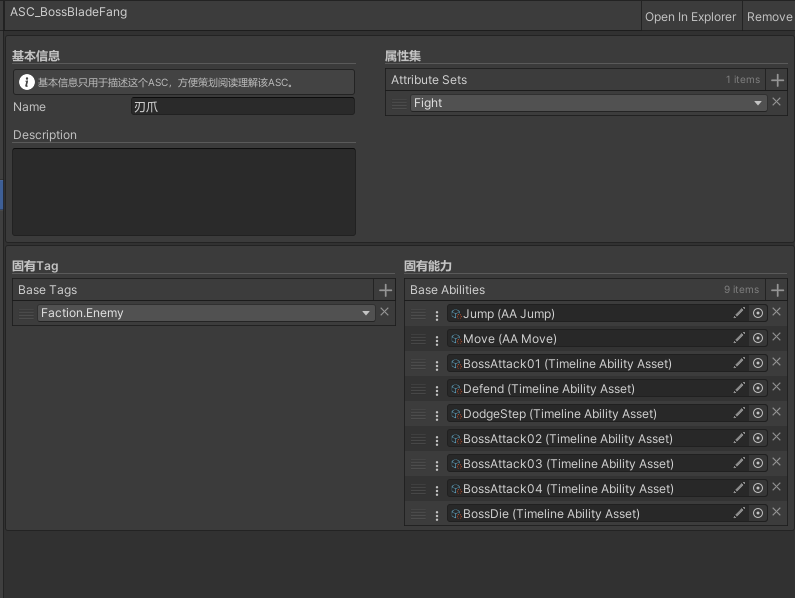 ASC_BossBladeFang
Open In Explorer
Remove
基本信息
基本信息只用于描述这个ASC，方便策划阅读理解该ASC。
Name
刃爪
Description
属性集
Attribute Sets
1 items
Fight
固有Tag
Base Tags
Faction.Enemy
固有能力
Base Abilities
9 items
Jump (AA Jump)
Move (AA Move)
BossAttack01 (Timeline Ability Asset)
Defend (Timeline Ability Asset)
DodgeStep (Timeline Ability Asset)
BossAttack02 (Timeline Ability Asset)
BossAttack03 (Timeline Ability Asset)
BossAttack04 (Timeline Ability Asset)
BossDie (Timeline Ability Asset)